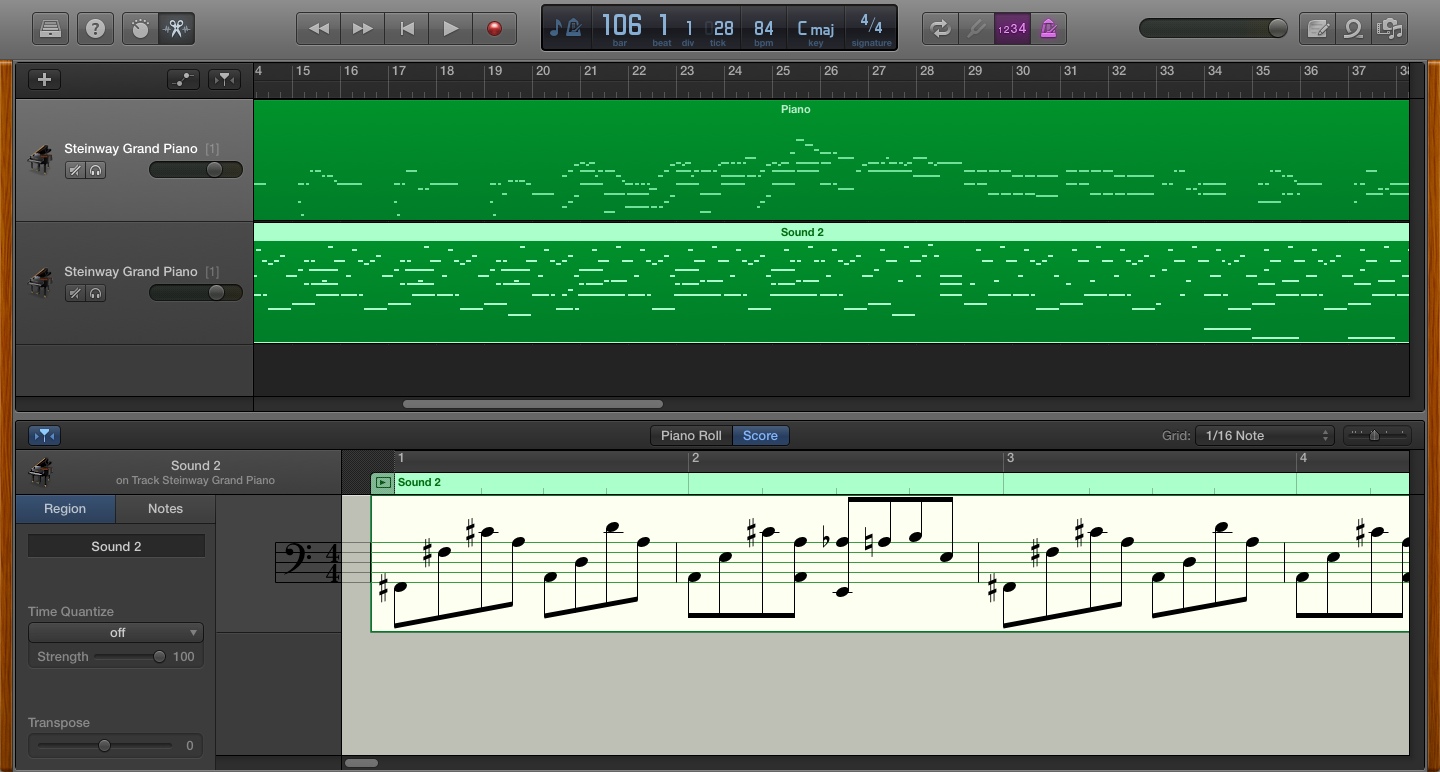 ?
106 1 1 028 84 C maj 4/4
bar beat div tick bpm key signature
1234
4 15 16 17 18 19 20 21 22 23 24 25 26 27 28 29 30 31 32 33 34 35 36 37 38
Piano
Steinway Grand Piano [1]
Sound 2
Steinway Grand Piano [1]
Piano Roll Score Grid: 1/16 Note
1 2 3 4
Sound 2
on Track Steinway Grand Piano
Sound 2
Region Notes
Sound 2
4
4
Time Quantize
off
Strength 100
Transpose
0